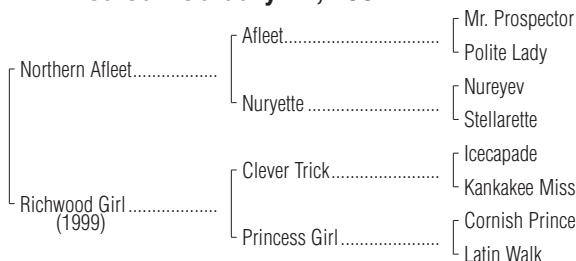 Afleet
Mr. Prospector
Polite Lady
Northern Afleet
Nuryette
Nureyev
Stellarette
Clever Trick
Icecapade
Kankakee Miss
Richwood Girl
(1999)
Princess Girl
Cornish Prince
Latin Walk